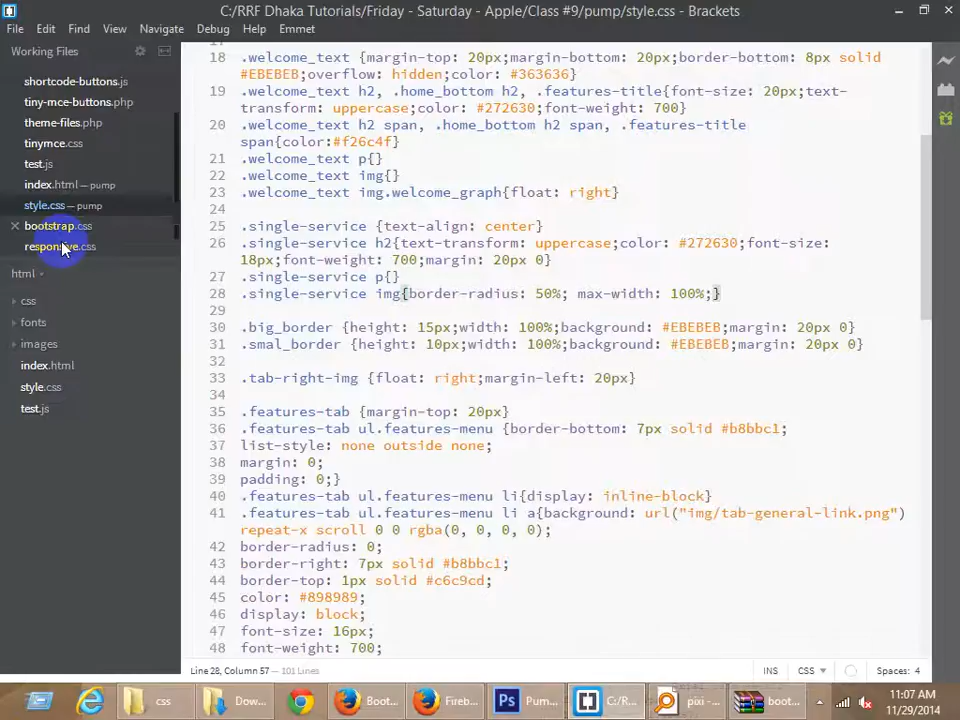 C:/RRF Dhaka Tutorials/Friday - Saturday - Apple/Class #9/pump/style.css - Brackets
File Edit Find View Navigate Debug Help Emmet
Working Files
shortcode-buttons.js
tiny-mce-buttons.php
theme-files.php
tinymce.css
test.js
index.html — pump
style.css — pump
bootstrap.css
responsive.css
html
css
fonts
images
index.html
style.css
test.js
18 .welcome_text {margin-top: 20px;margin-bottom: 20px;border-bottom: 8px solid
#EBEBEB;overflow: hidden;color: #363636}
19 .welcome_text h2, .home_bottom h2, .features-title{font-size: 20px;text-
transform: uppercase;color: #272630;font-weight: 700}
20 .welcome_text h2 span, .home_bottom h2 span, .features-title
span{color:#f26c4f}
21 .welcome_text p{}
22 .welcome_text img{}
23 .welcome_text img.welcome_graph{float: right}
24
25 .single-service {text-align: center}
26 .single-service h2{text-transform: uppercase;color: #272630;font-size:
18px;font-weight: 700;margin: 20px 0}
27 .single-service p{}
28 .single-service img{border-radius: 50%; max-width: 100%;}
29
30 .big_border {height: 15px;width: 100%;background: #EBEBEB;margin: 20px 0}
31 .smal_border {height: 10px;width: 100%;background: #EBEBEB;margin: 20px 0}
32
33 .tab-right-img {float: right;margin-left: 20px}
34
35 .features-tab {margin-top: 20px}
36 .features-tab ul.features-menu {border-bottom: 7px solid #b8bbc1;
37 list-style: none outside none;
38 margin: 0;
39 padding: 0;}
40 .features-tab ul.features-menu li{display: inline-block}
41 .features-tab ul.features-menu li a{background: url("img/tab-general-link.png")
repeat-x scroll 0 0 rgba(0, 0, 0, 0);
42 border-radius: 0;
43 border-right: 7px solid #b8bbc1;
44 border-top: 1px solid #c6c9cd;
45 color: #898989;
46 display: block;
47 font-size: 16px;
48 font-weight: 700;
Line 28, Column 57 — 101 Lines
INS CSS Spaces: 4
css Dow... Boot... Fireb... Ps Pum... C:/R... pixi -... boot...
11:07 AM
11/29/2014